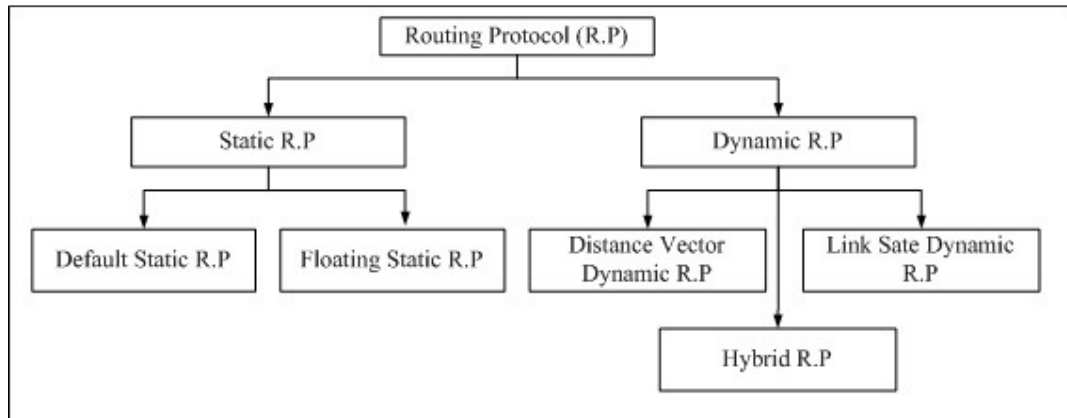 Routing Protocol (R.P)
Static R.P
Dynamic R.P
Default Static R.P
Floating Static R.P
Distance Vector
Dynamic R.P
Link Sate Dynamic
R.P
Hybrid R.P